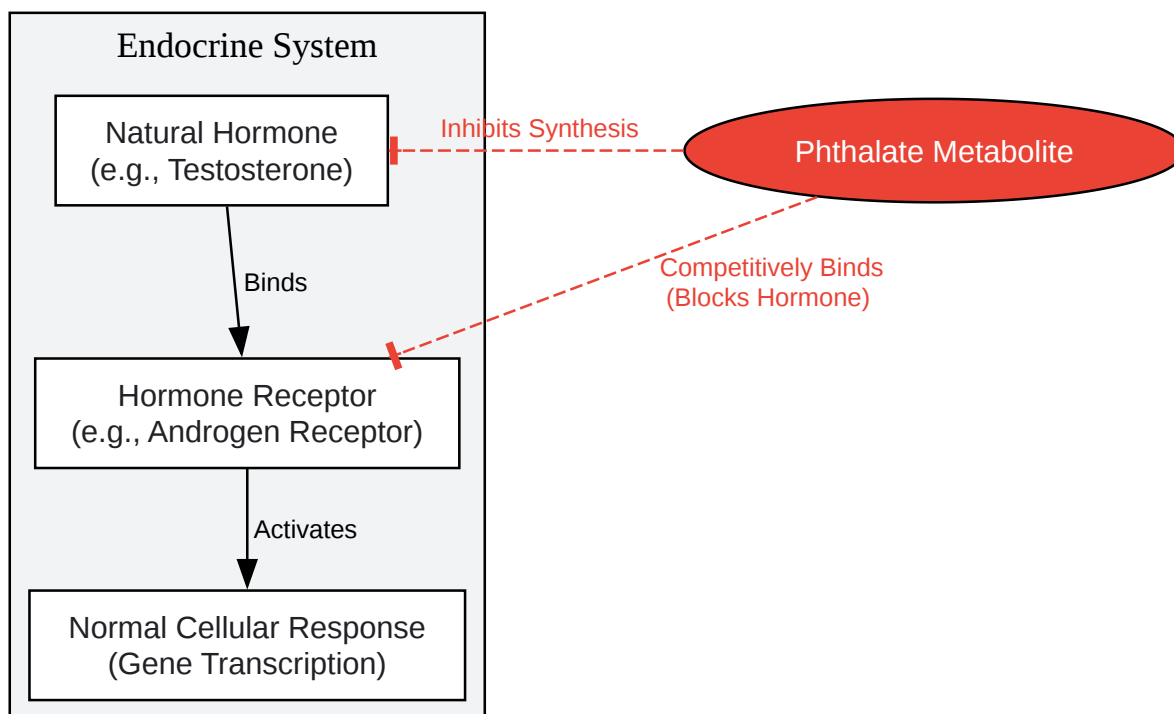 Endocrine System
Natural Hormone
(e.g., Testosterone)
Inhibits Synthesis
Phthalate Metabolite
Binds
Competitively Binds
(Blocks Hormone)
Hormone Receptor
(e.g., Androgen Receptor)
Activates
Normal Cellular Response
(Gene Transcription)